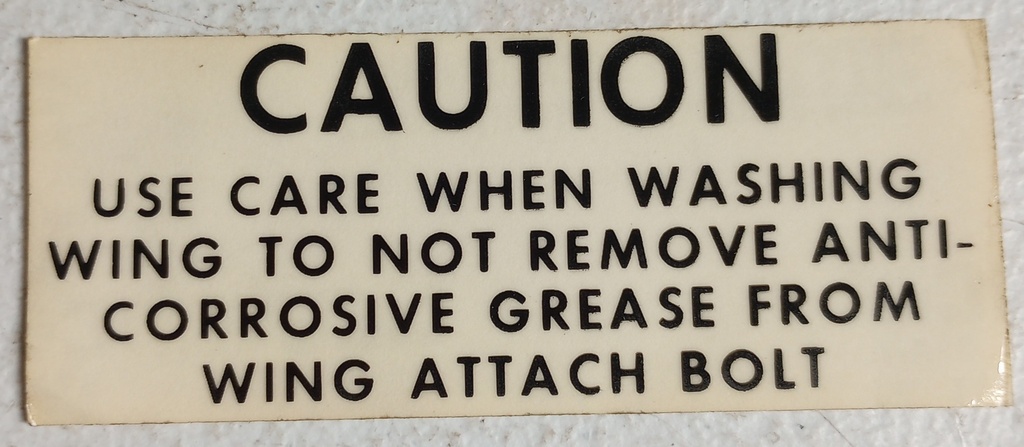 CAUTION
USE CARE WHEN WASHING
WING TO NOT REMOVE ANTI-
CORROSIVE GREASE FROM
WING ATTACH BOLT